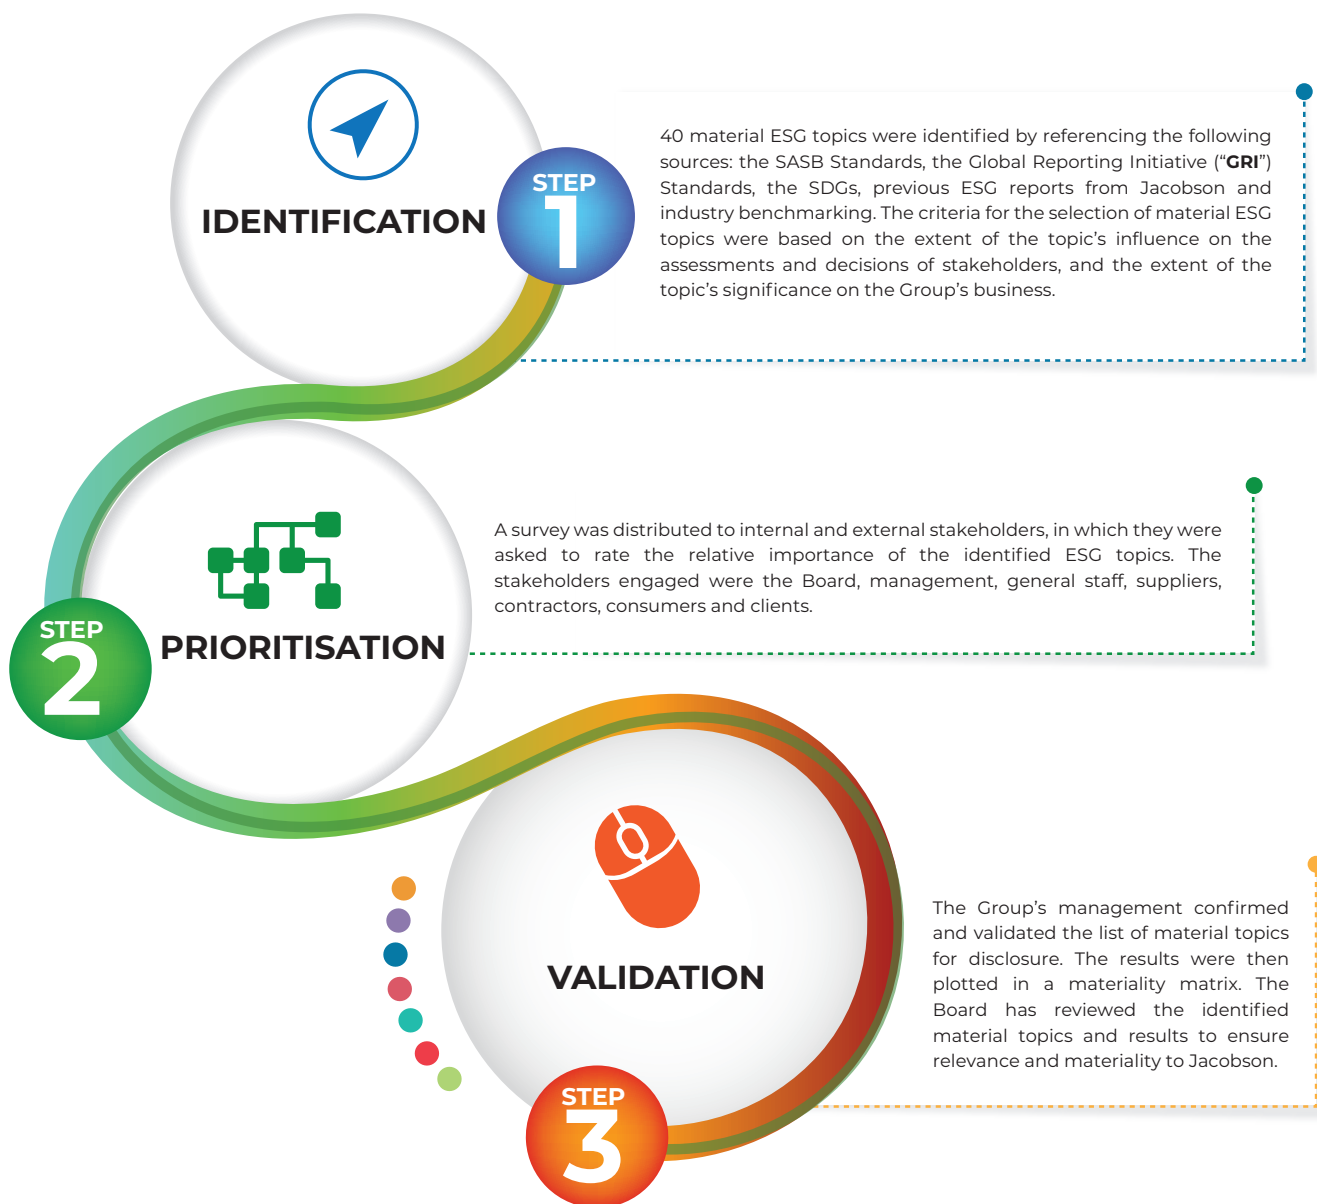 IDENTIFICATION
STEP
1
40 material ESG topics were identified by referencing the following
sources: the SASB Standards, the Global Reporting Initiative (“GRI”)
Standards, the SDGs, previous ESG reports from Jacobson and
industry benchmarking. The criteria for the selection of material ESG
topics were based on the extent of the topic’s influence on the
assessments and decisions of stakeholders, and the extent of the
topic’s significance on the Group’s business.
STEP
2
PRIORITISATION
A survey was distributed to internal and external stakeholders, in which they were
asked to rate the relative importance of the identified ESG topics. The
stakeholders engaged were the Board, management, general staff, suppliers,
contractors, consumers and clients.
VALIDATION
STEP
3
The Group’s management confirmed
and validated the list of material topics
for disclosure. The results were then
plotted in a materiality matrix. The
Board has reviewed the identified
material topics and results to ensure
relevance and materiality to Jacobson.